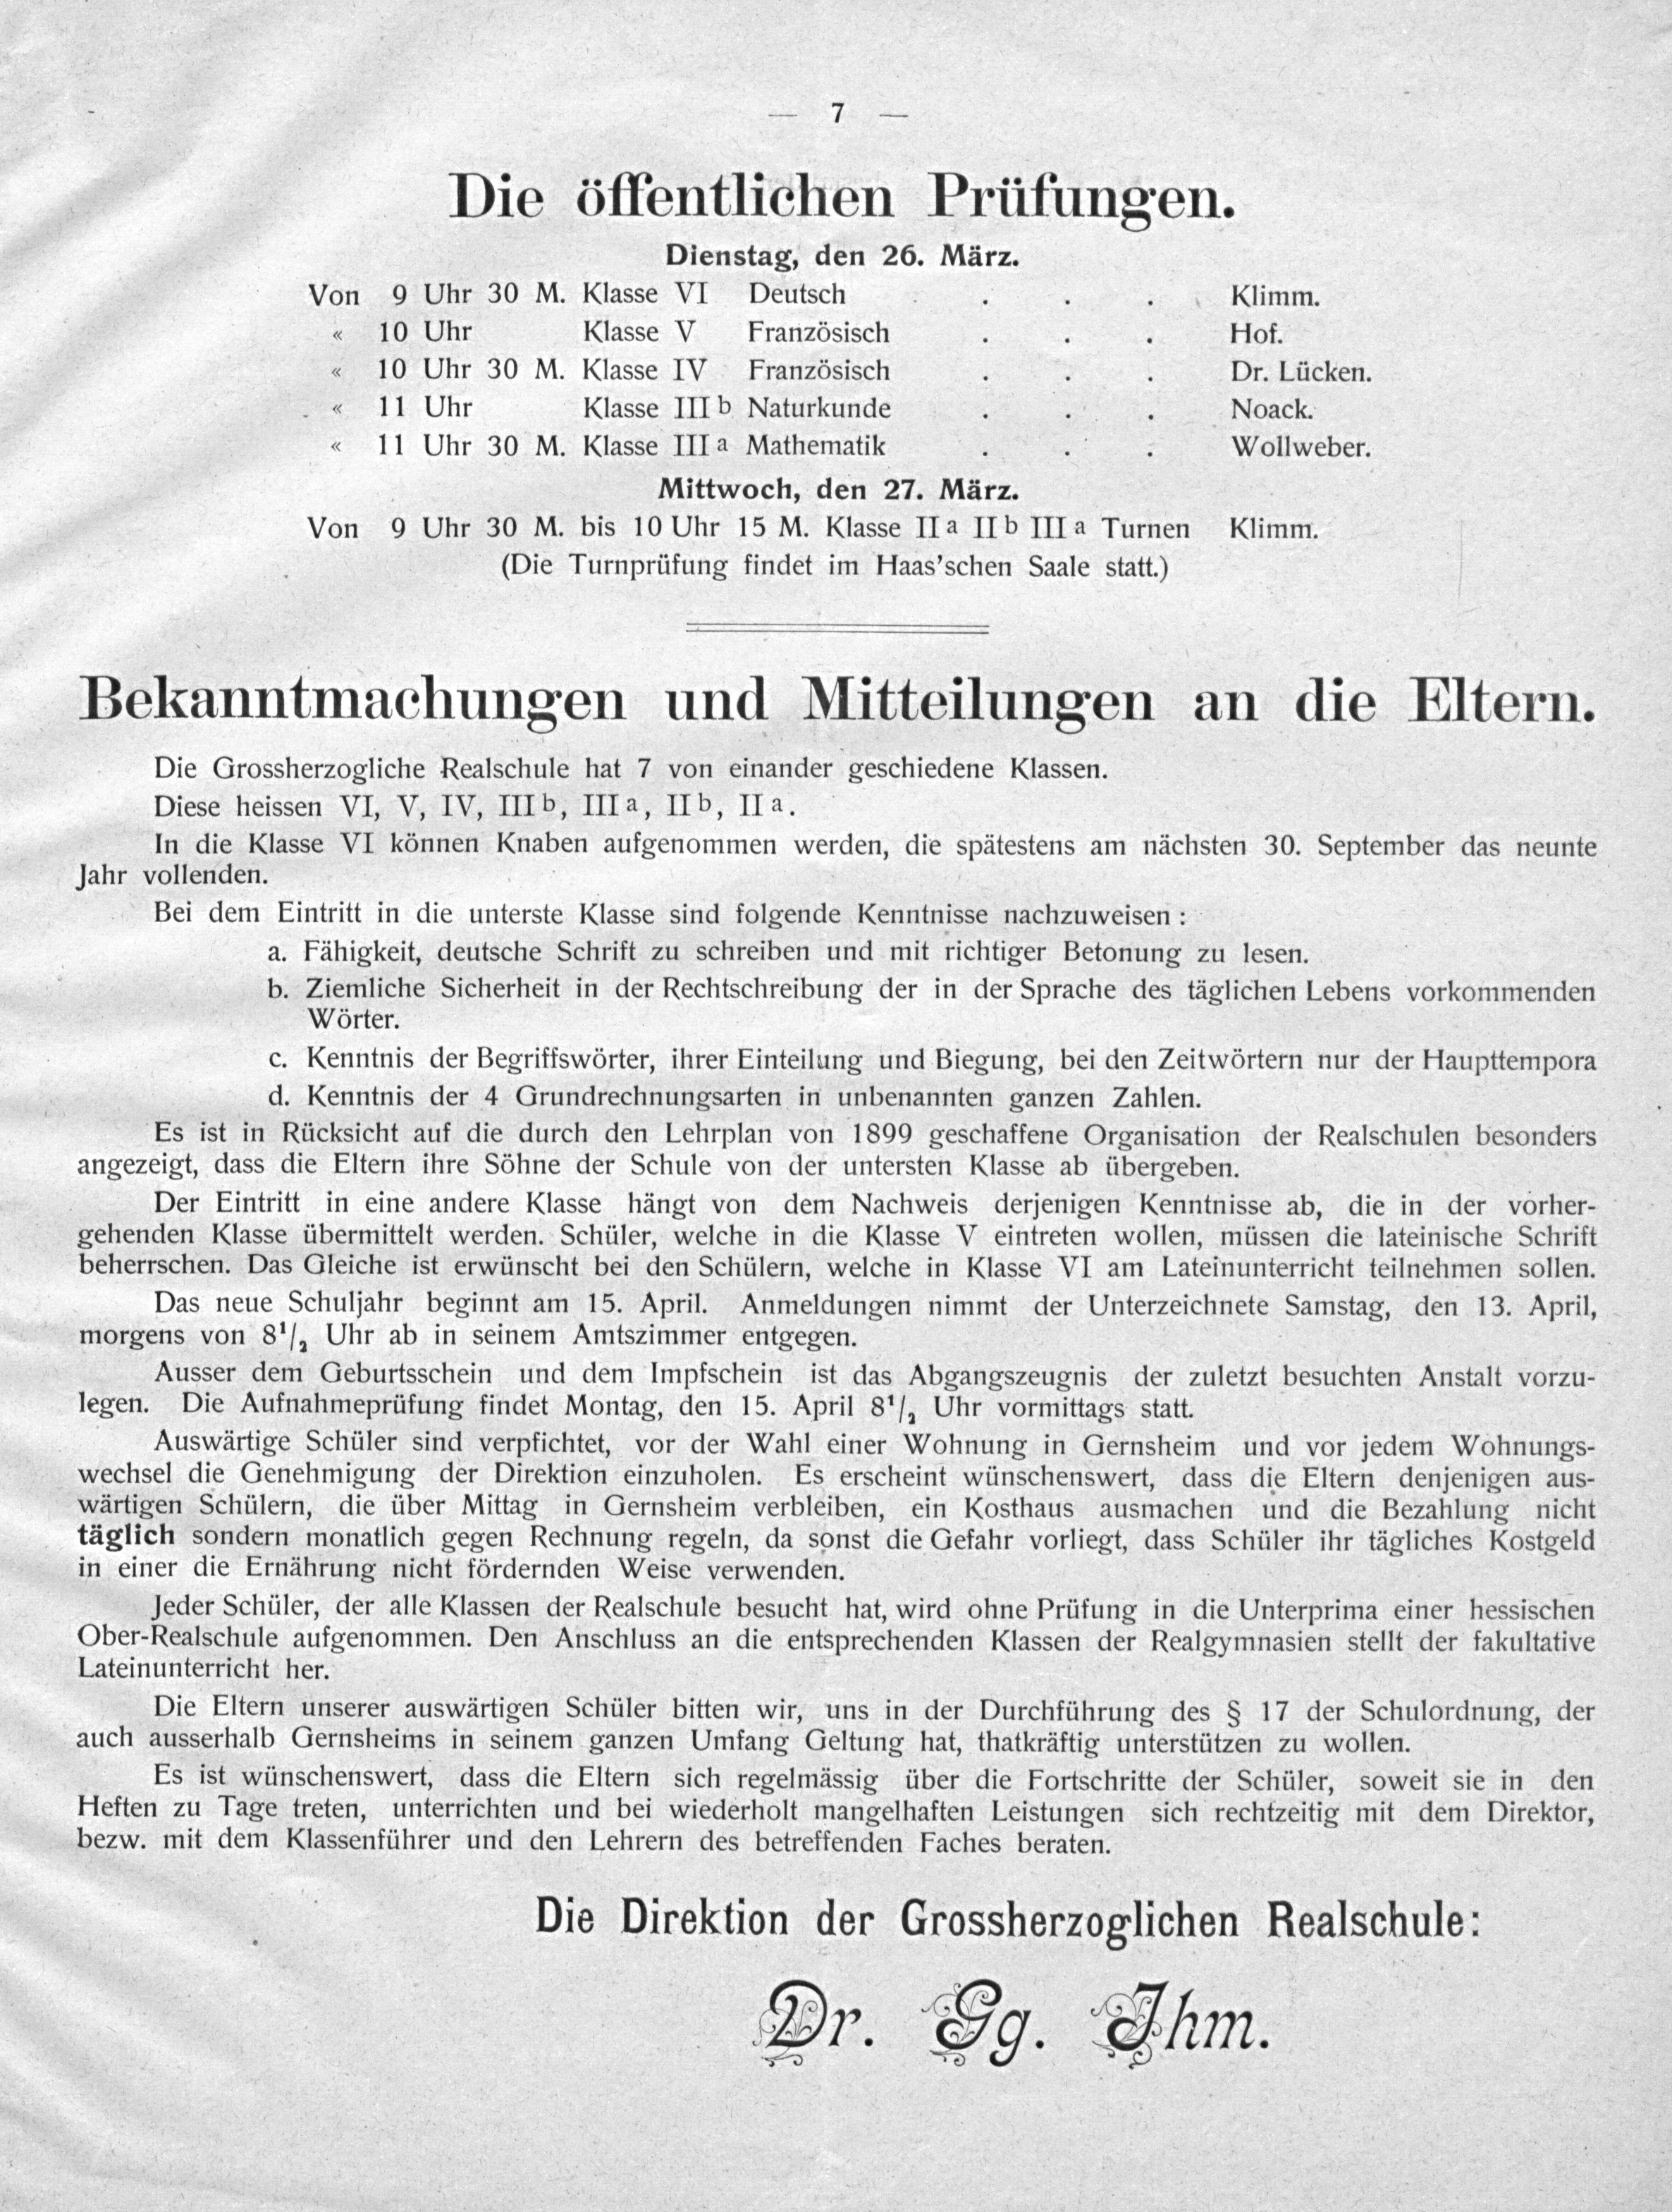 — 7 —
Die öffentlichen Prüfungen.
Dienstag, den 26. März.
Von 9 Uhr 30 M. Klasse VI Deutsch . . . Klimm.
« 10 Uhr Klasse V Französisch . . . Hof.
« 10 Uhr 30 M. Klasse IV Französisch . . . Dr. Lücken.
« 11 Uhr Klasse III b Naturkunde . . . Noack.
« 11 Uhr 30 M. Klasse III a Mathematik . . . Wollweber.
Mittwoch, den 27. März.
Von 9 Uhr 30 M. bis 10 Uhr 15 M. Klasse II a II b III a Turnen Klimm.
(Die Turnprüfung findet im Haas'schen Saale statt.)
Bekanntmachungen und Mitteilungen an die Eltern.
Die Grossherzogliche Realschule hat 7 von einander geschiedene Klassen.
Diese heissen VI, V, IV, III b, III a, II b, II a.
In die Klasse VI können Knaben aufgenommen werden, die spätestens am nächsten 30. September das neunte
Jahr vollenden.
Bei dem Eintritt in die unterste Klasse sind folgende Kenntnisse nachzuweisen :
a. Fähigkeit, deutsche Schrift zu schreiben und mit richtiger Betonung zu lesen.
b. Ziemliche Sicherheit in der Rechtschreibung der in der Sprache des täglichen Lebens vorkommenden
Wörter.
c. Kenntnis der Begriffswörter, ihrer Einteilung und Biegung, bei den Zeitwörtern nur der Haupttempora
d. Kenntnis der 4 Grundrechnungsarten in unbenannten ganzen Zahlen.
Es ist in Rücksicht auf die durch den Lehrplan von 1899 geschaffene Organisation der Realschulen besonders
angezeigt, dass die Eltern ihre Söhne der Schule von der untersten Klasse ab übergeben.
Der Eintritt in eine andere Klasse hängt von dem Nachweis derjenigen Kenntnisse ab, die in der vorher-
gehenden Klasse übermittelt werden. Schüler, welche in die Klasse V eintreten wollen, müssen die lateinische Schrift
beherrschen. Das Gleiche ist erwünscht bei den Schülern, welche in Klasse VI am Lateinunterricht teilnehmen sollen.
Das neue Schuljahr beginnt am 15. April. Anmeldungen nimmt der Unterzeichnete Samstag, den 13. April,
morgens von 8¹/₂ Uhr ab in seinem Amtszimmer entgegen.
Ausser dem Geburtsschein und dem Impfschein ist das Abgangszeugnis der zuletzt besuchten Anstalt vorzu-
legen. Die Aufnahmeprüfung findet Montag, den 15. April 8¹/₂ Uhr vormittags statt.
Auswärtige Schüler sind verpfichtet, vor der Wahl einer Wohnung in Gernsheim und vor jedem Wohnungs-
wechsel die Genehmigung der Direktion einzuholen. Es erscheint wünschenswert, dass die Eltern denjenigen aus-
wärtigen Schülern, die über Mittag in Gernsheim verbleiben, ein Kosthaus ausmachen und die Bezahlung nicht
täglich sondern monatlich gegen Rechnung regeln, da sonst die Gefahr vorliegt, dass Schüler ihr tägliches Kostgeld
in einer die Ernährung nicht fördernden Weise verwenden.
Jeder Schüler, der alle Klassen der Realschule besucht hat, wird ohne Prüfung in die Unterprima einer hessischen
Ober-Realschule aufgenommen. Den Anschluss an die entsprechenden Klassen der Realgymnasien stellt der fakultative
Lateinunterricht her.
Die Eltern unserer auswärtigen Schüler bitten wir, uns in der Durchführung des § 17 der Schulordnung, der
auch ausserhalb Gernsheims in seinem ganzen Umfang Geltung hat, thatkräftig unterstützen zu wollen.
Es ist wünschenswert, dass die Eltern sich regelmässig über die Fortschritte der Schüler, soweit sie in den
Heften zu Tage treten, unterrichten und bei wiederholt mangelhaften Leistungen sich rechtzeitig mit dem Direktor,
bezw. mit dem Klassenführer und den Lehrern des betreffenden Faches beraten.
Die Direktion der Grossherzoglichen Realschule:
Dr. Gg. Ihm.